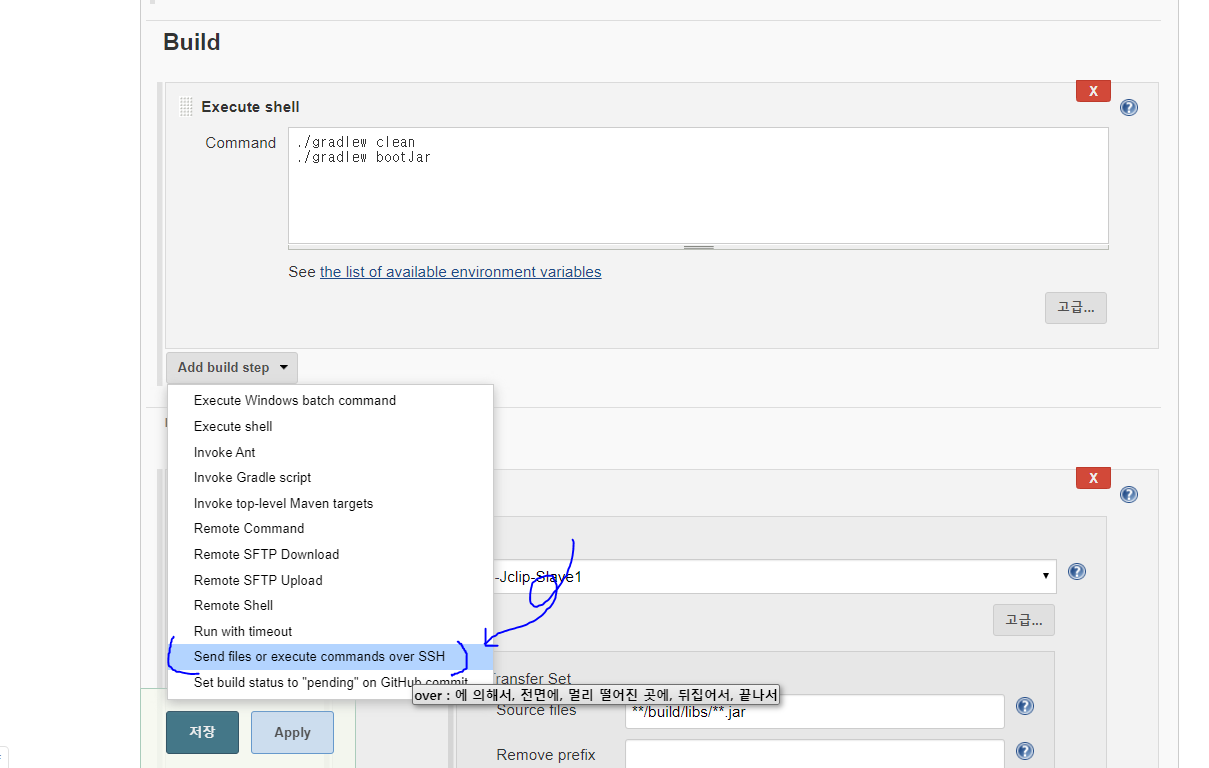 Build
X
Execute shell
Command
./gradlew clean
./gradlew bootJar
See the list of available environment variables
고급...
Add build step
Execute Windows batch command
Execute shell
Invoke Ant
Invoke Gradle script
Invoke top-level Maven targets
Remote Command
Remote SFTP Download
Remote SFTP Upload
Remote Shell
Run with timeout
Send files or execute commands over SSH
Set build status to "pending" on GitHub commit
over : 에 의해서, 전면에, 멀리 떨어진 곳에, 뒤집어서, 끝나서
X
-Jclip-Slave1
고급...
Transfer Set
Source files
**/build/libs/**.jar
Remove prefix
저장
Apply